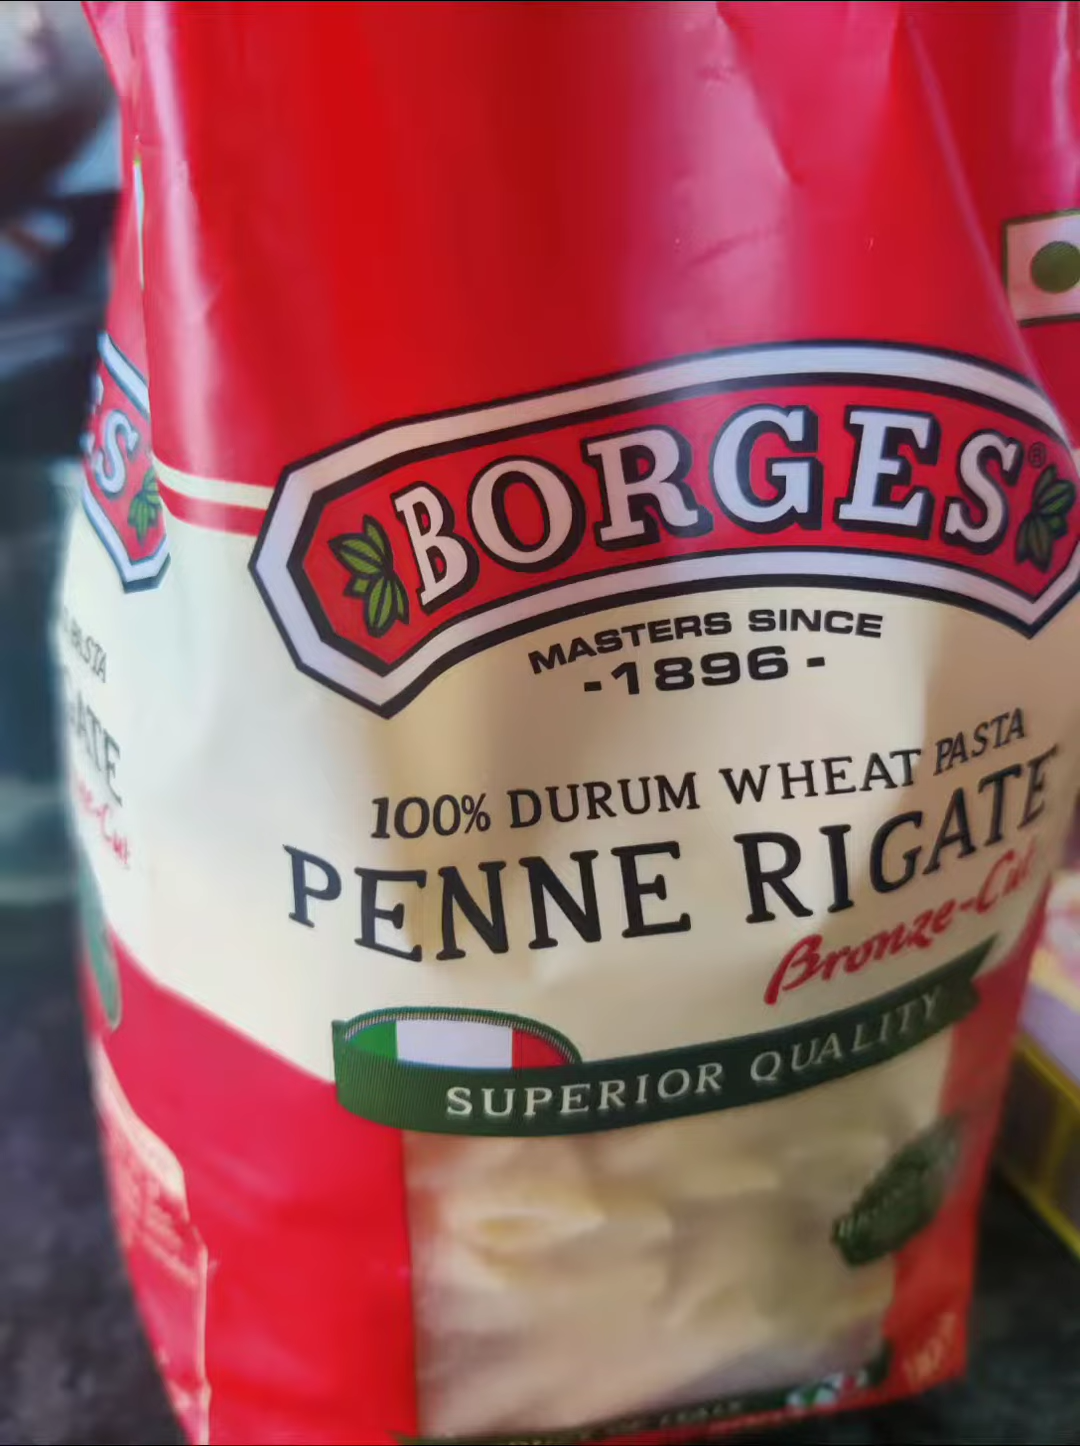 BORGES®
MASTERS SINCE
-1896-
100% DURUM WHEAT PASTA
PENNE RIGATE
Bronze-Cut
SUPERIOR QUALITY